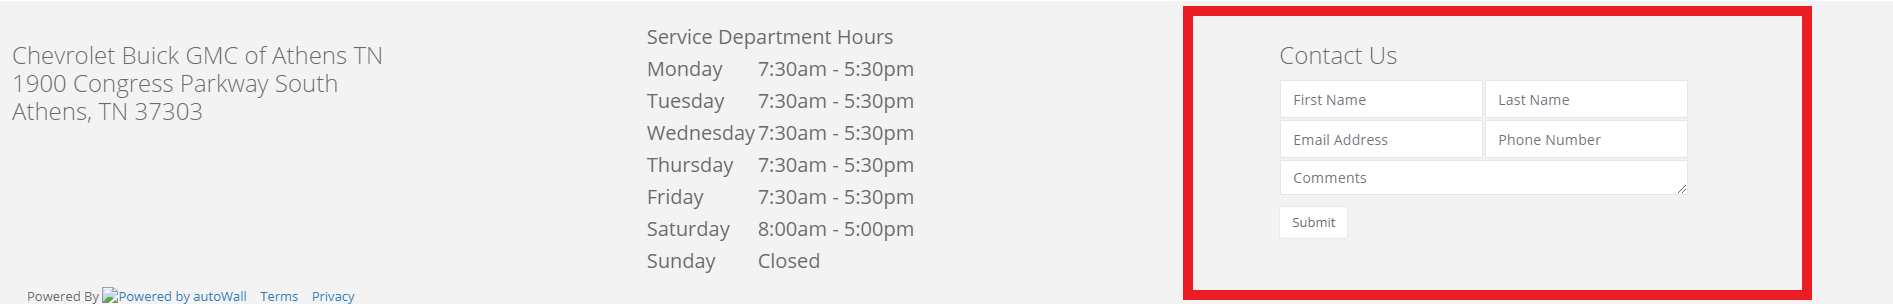 Chevrolet Buick GMC of Athens TN
1900 Congress Parkway South
Athens, TN 37303
Service Department Hours
Monday 7:30am - 5:30pm
Tuesday 7:30am - 5:30pm
Wednesday 7:30am - 5:30pm
Thursday 7:30am - 5:30pm
Friday 7:30am - 5:30pm
Saturday 8:00am - 5:00pm
Sunday Closed
Contact Us
First Name Last Name
Email Address Phone Number
Comments
Submit
Powered By Powered by autoWall Terms Privacy